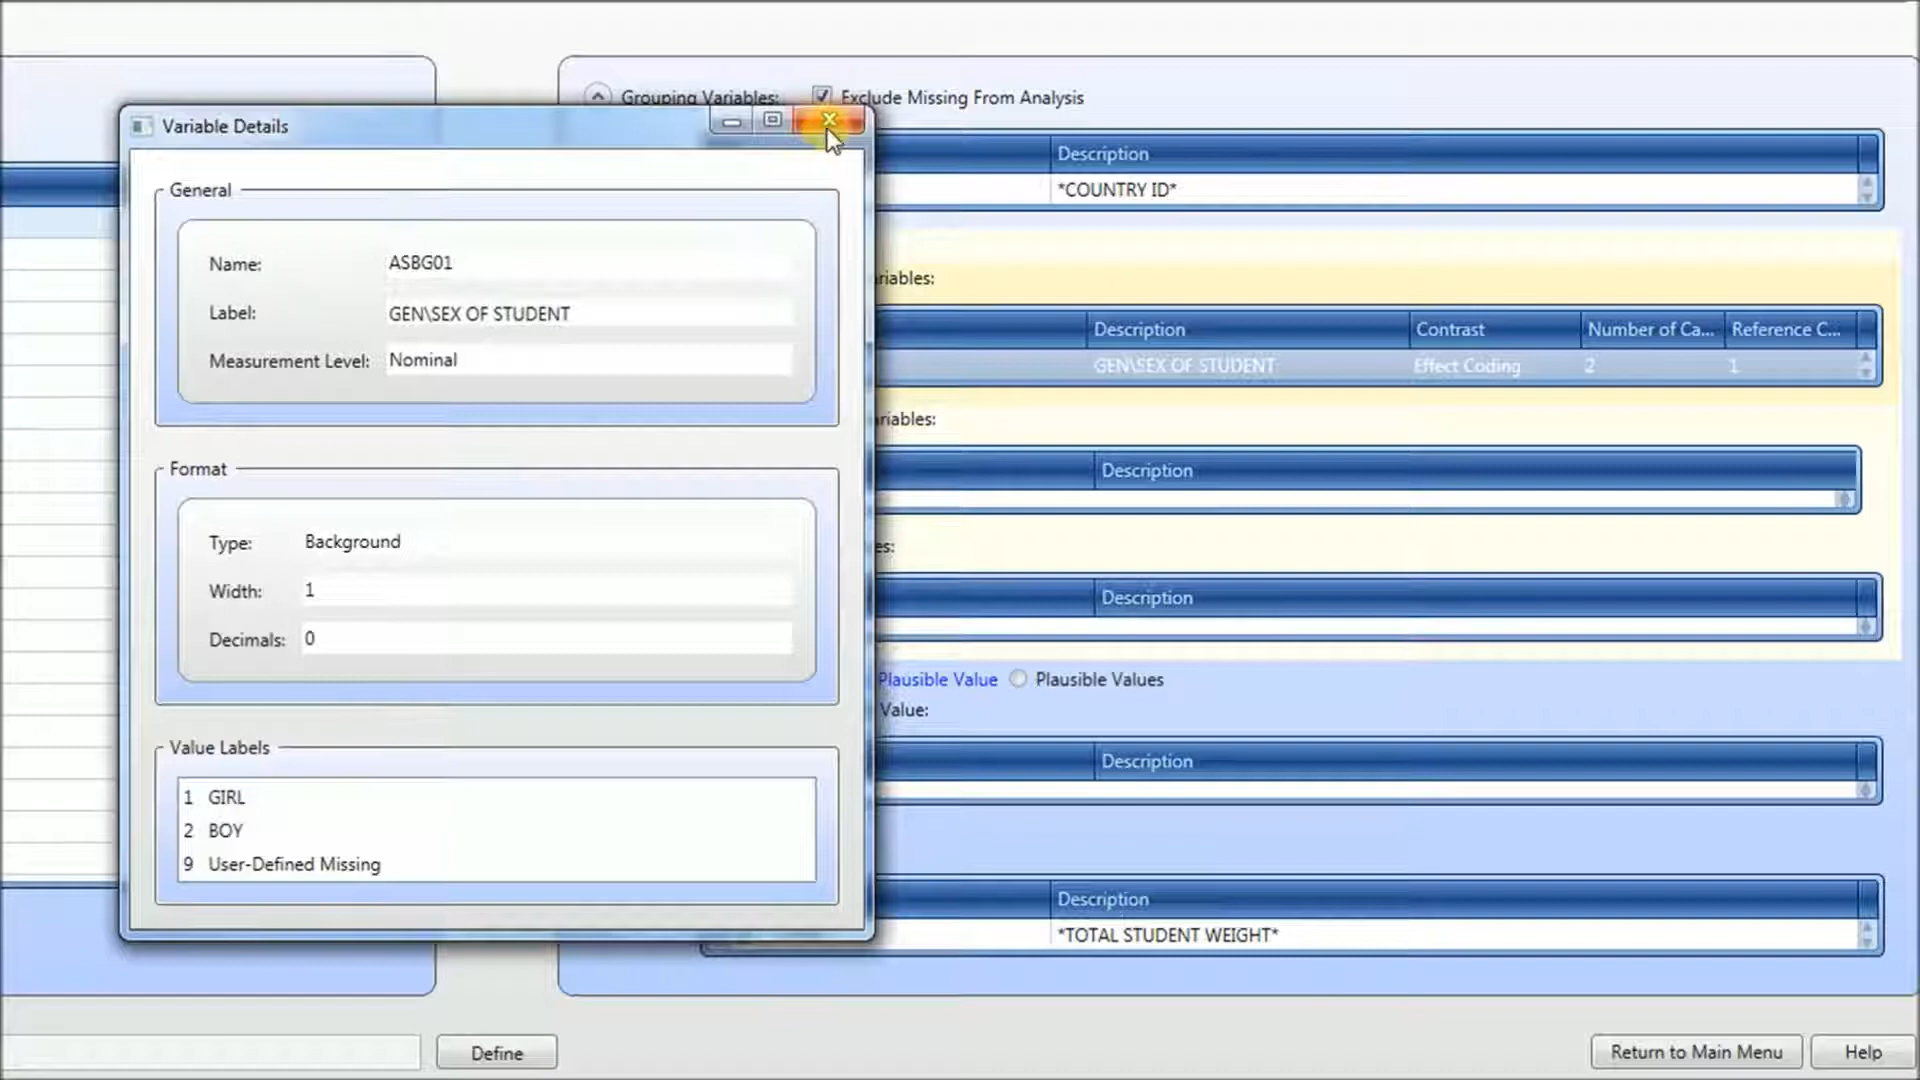 Grouping Variables:
Exclude Missing From Analysis
Variable Details
Description
*COUNTRY ID*
General
Name:
ASBG01
Label:
GEN\SEX OF STUDENT
Measurement Level:
Nominal
Description
Contrast
Number of Ca...
Reference C...
GEN\SEX OF STUDENT
Effect Coding
2
1
Description
Format
Type:
Background
Width:
1
Decimals:
0
Description
Plausible Value
Plausible Values
Value:
Description
Value Labels
1 GIRL
2 BOY
9 User-Defined Missing
Description
*TOTAL STUDENT WEIGHT*
Define
Return to Main Menu
Help